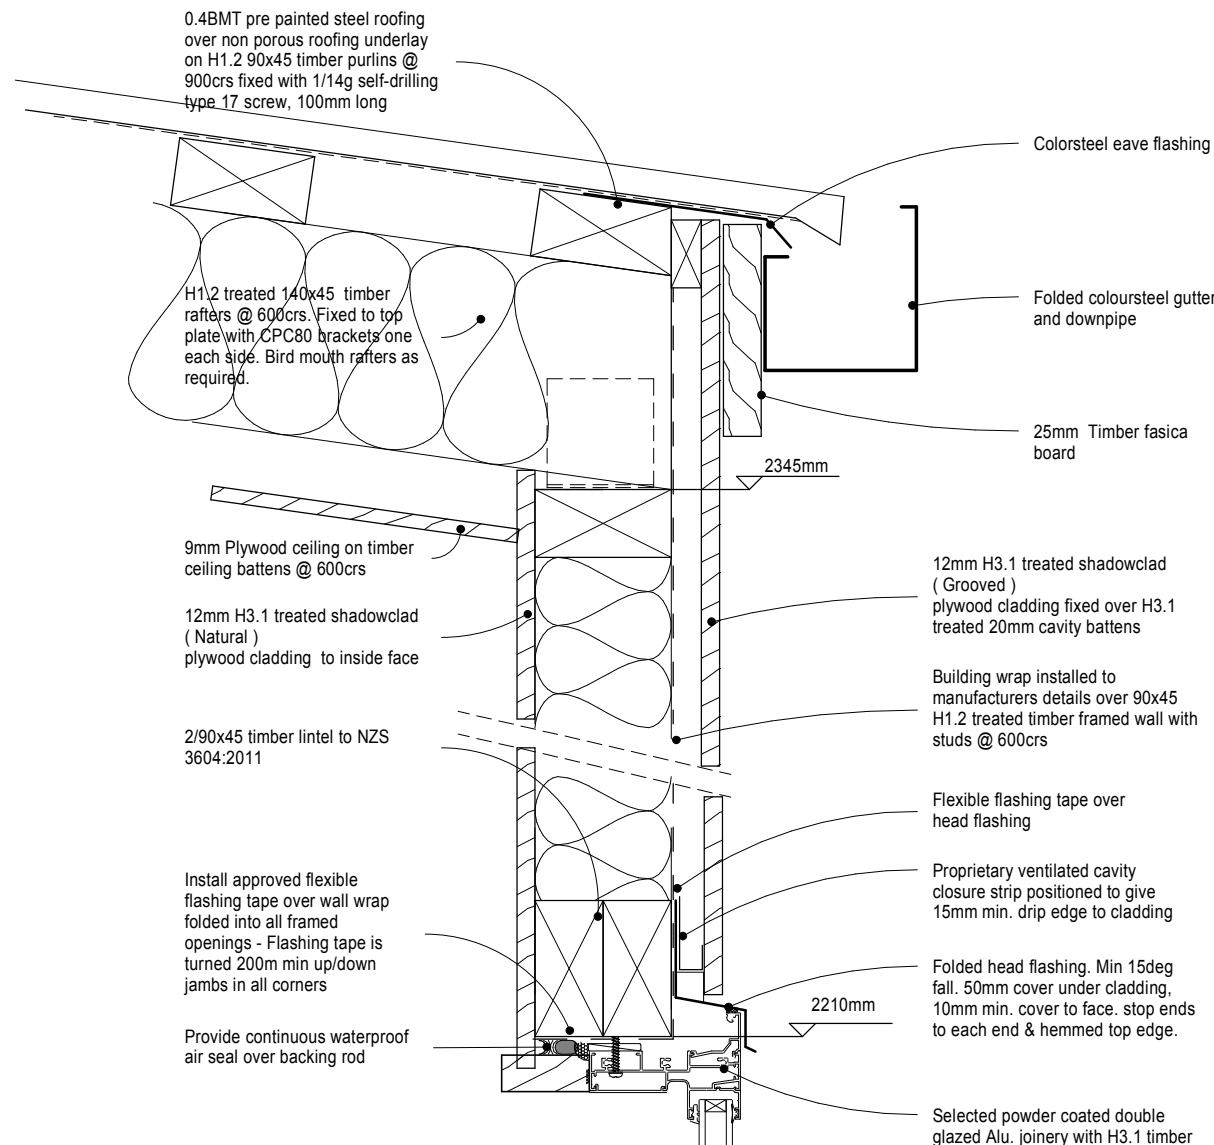 0.4BMT pre painted steel roofing
over non porous roofing underlay
on H1.2 90x45 timber purlins @
900crs fixed with 1/14g self-drilling
type 17 screw, 100mm long
Colorsteel eave flashing
H1.2 treated 140x45 timber
rafters @ 600crs. Fixed to top
plate with CPC80 brackets one
each side. Bird mouth rafters as
required.
Folded coloursteel gutter
and downpipe
25mm Timber fasica
board
2345mm
9mm Plywood ceiling on timber
ceiling battens @ 600crs
12mm H3.1 treated shadowclad
( Grooved )
plywood cladding fixed over H3.1
treated 20mm cavity battens
12mm H3.1 treated shadowclad
( Natural )
plywood cladding to inside face
Building wrap installed to
manufacturers details over 90x45
H1.2 treated timber framed wall with
studs @ 600crs
2/90x45 timber lintel to NZS
3604:2011
Flexible flashing tape over
head flashing
Install approved flexible
flashing tape over wall wrap
folded into all framed
openings - Flashing tape is
turned 200m min up/down
jambs in all corners
Proprietary ventilated cavity
closure strip positioned to give
15mm min. drip edge to cladding
Folded head flashing. Min 15deg
fall. 50mm cover under cladding,
10mm min. cover to face. stop ends
to each end & hemmed top edge.
2210mm
Provide continuous waterproof
air seal over backing rod
Selected powder coated double
glazed Alu. joinery with H3.1 timber